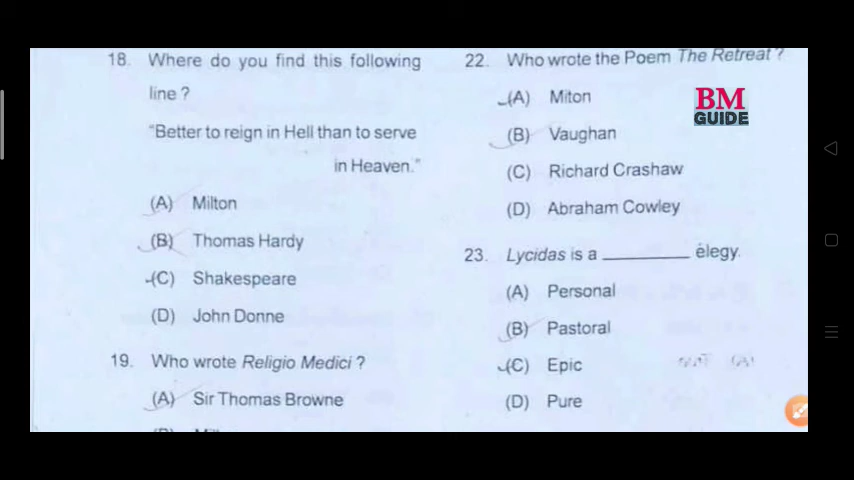 18. Where do you find this following
line ?
"Better to reign in Hell than to serve
in Heaven."
(A) Milton
(B) Thomas Hardy
(C) Shakespeare
(D) John Donne
19. Who wrote Religio Medici ?
(A) Sir Thomas Browne
22. Who wrote the Poem The Retreat ?
(A) Miton
(B) Vaughan
(C) Richard Crashaw
(D) Abraham Cowley
23. Lycidas is a ________ elegy.
(A) Personal
(B) Pastoral
(C) Epic
(D) Pure
BM
GUIDE